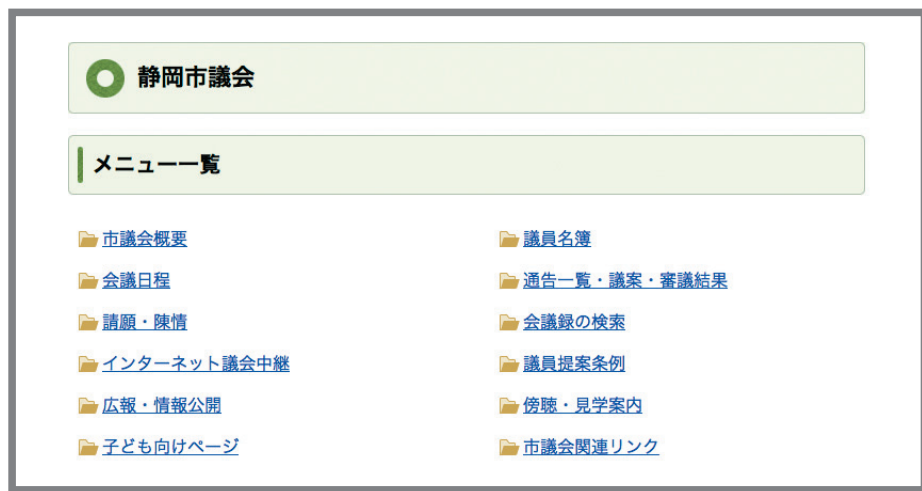 静岡市議会
メニュー一覧
市議会概要
議員名簿
会議日程
通告一覧・議案・審議結果
請願・陳情
会議録の検索
インターネット議会中継
議員提案条例
広報・情報公開
傍聴・見学案内
子ども向けページ
市議会関連リンク